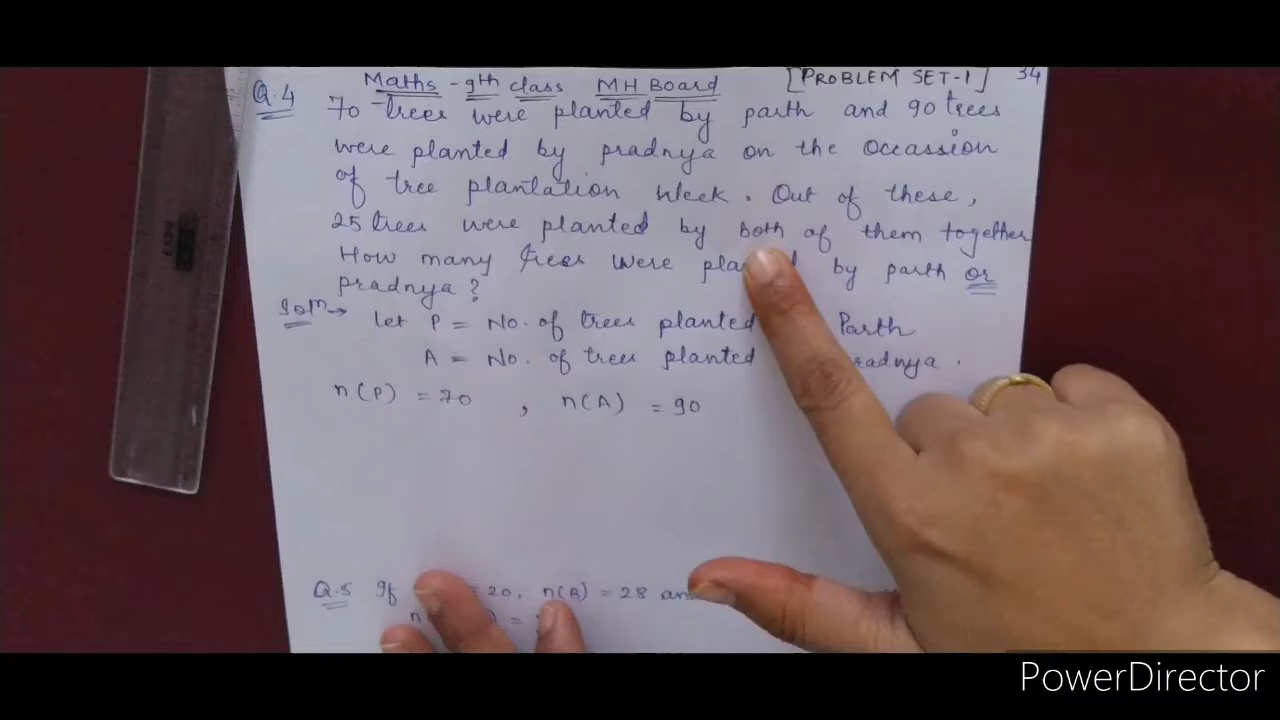 Maths - 9th class MH Board [PROBLEM SET-1] 34
Q.4 70 trees were planted by parth and 90 trees
were planted by pradnya on the occassion
of tree plantation week. Out of these,
25 trees were planted by both of them together
How many trees were by parth or
pradnya?
Solⁿ → let P = No. of trees planted Parth
A = No. of trees planted pradnya.
n(P) = 70 , n(A) = 90
Q.5 If = 20, n(B) = 28 and
PowerDirector